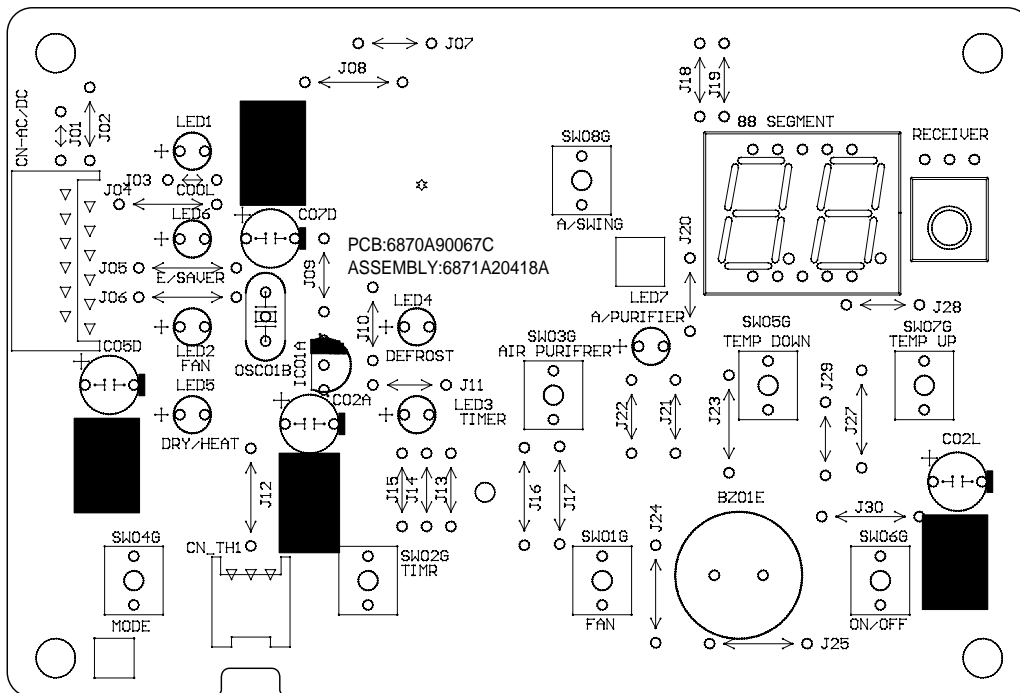 J07
J08
J18
J19
CN-AC/DC
J01
J02
LED1
88 SEGMENT
RECEIVER
SW08G
J03
COOL
J04
LED6
C07D
A/SWING
PCB:6870A90067C
ASSEMBLY:6871A20418A
J20
J05
E/SAVER
J09
J06
LED4
LED7
A/PURIFIER
J28
J10
DEFROST
SW03G
AIR PURIFRER
SW05G
TEMP DOWN
SW07G
TEMP UP
LED2
FAN
IC05D
OSC01B
IC01A
J11
J29
LED5
C02A
LED3
TIMER
J22
J21
J23
J27
DRY/HEAT
C02L
J12
J15
J14
J13
J16
J17
BZ01E
J24
J30
SW04G
CN_TH1
SW02G
TIMR
SW01G
SW06G
MODE
FAN
ON/OFF
J25